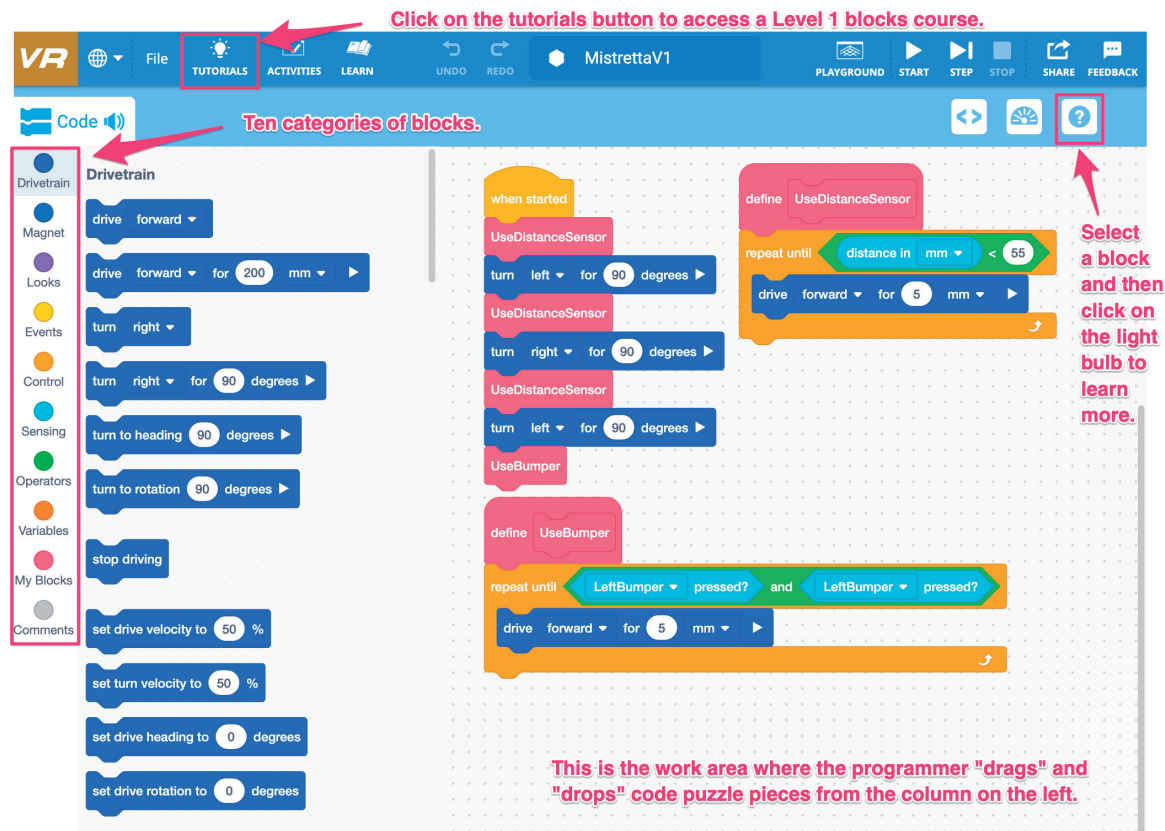 Click on the tutorials button to access a Level 1 blocks course.
VR File TUTORIALS ACTIVITIES LEARN UNDO REDO MistrettaV1 PLAYGROUND START STEP STOP SHARE FEEDBACK
Code
Ten categories of blocks.
<> ?
Drivetrain
Magnet
Looks
Events
Control
Sensing
Operators
Variables
My Blocks
Comments
Drivetrain
drive forward
drive forward for 200 mm
turn right
turn right for 90 degrees
turn to heading 90 degrees
turn to rotation 90 degrees
stop driving
set drive velocity to 50 %
set turn velocity to 50 %
set drive heading to 0 degrees
set drive rotation to 0 degrees
when started
UseDistanceSensor
turn left for 90 degrees
UseDistanceSensor
turn right for 90 degrees
UseDistanceSensor
turn left for 90 degrees
UseBumper
define UseBumper
repeat until LeftBumper pressed? and LeftBumper pressed?
drive forward for 5 mm
define UseDistanceSensor
repeat until distance in mm < 55
drive forward for 5 mm
Select
a block
and then
click on
the light
bulb to
learn
more.
This is the work area where the programmer "drags" and
"drops" code puzzle pieces from the column on the left.